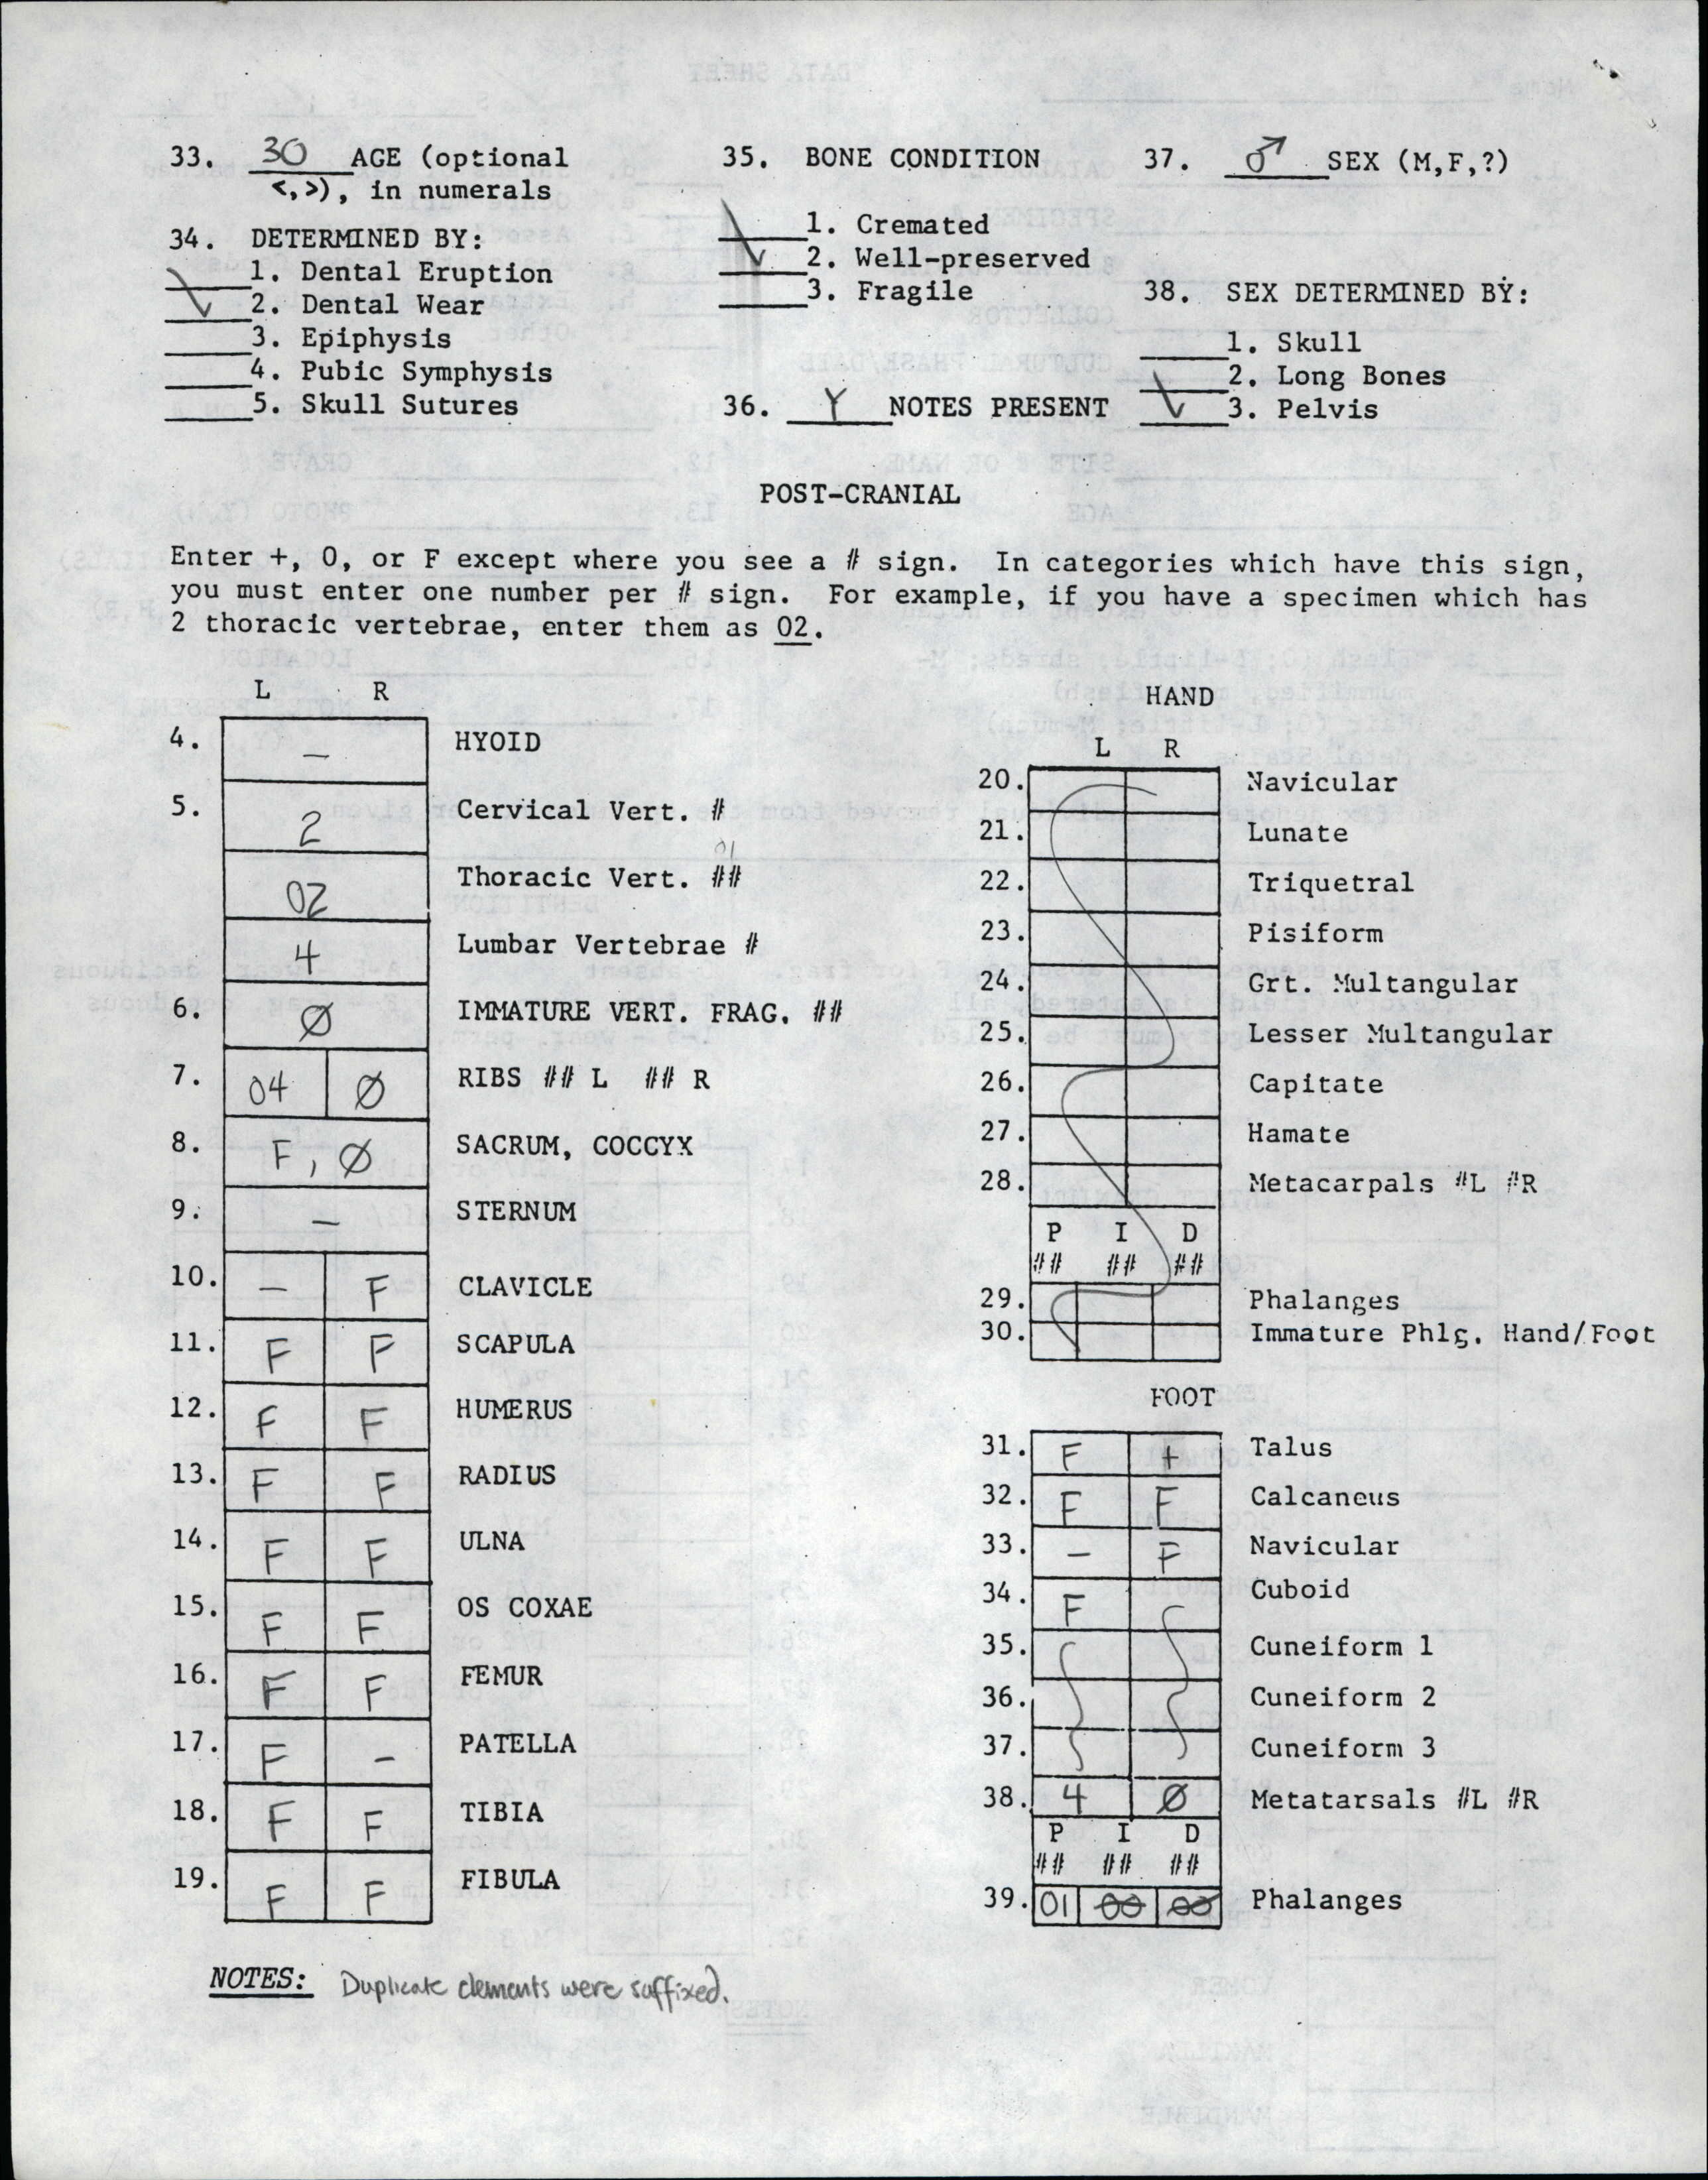 33. 30 AGE (optional
<,>), in numerals
34. DETERMINED BY:
1. Dental Eruption
✓ 2. Dental Wear
3. Epiphysis
4. Pubic Symphysis
5. Skull Sutures
35. BONE CONDITION
1. Cremated
✓ 2. Well-preserved
3. Fragile
36. Y NOTES PRESENT
37. ♂ SEX (M,F,?)
38. SEX DETERMINED BY:
1. Skull
2. Long Bones
✓ 3. Pelvis
POST-CRANIAL
Enter +, 0, or F except where you see a # sign. In categories which have this sign,
you must enter one number per # sign. For example, if you have a specimen which has
2 thoracic vertebrae, enter them as 02.
L R
4. — HYOID
5. 2 Cervical Vert. #
01
02 Thoracic Vert. ##
4 Lumbar Vertebrae #
6. Ø IMMATURE VERT. FRAG. ##
7. 04 Ø RIBS ## L ## R
8. F, Ø SACRUM, COCCYX
9. — STERNUM
10. — F CLAVICLE
11. F F SCAPULA
12. F F HUMERUS
13. F F RADIUS
14. F F ULNA
15. F F OS COXAE
16. F F FEMUR
17. F — PATELLA
18. F F TIBIA
19. F F FIBULA
HAND
L R
20. Navicular
21. Lunate
22. Triquetral
23. Pisiform
24. Grt. Multangular
25. Lesser Multangular
26. Capitate
27. Hamate
28. Metacarpals #L #R
P I D
## ## ##
29. Phalanges
30. Immature Phlg. Hand/Foot
FOOT
31. F + Talus
32. F F Calcaneus
33. — F Navicular
34. F Cuboid
35. Cuneiform 1
36. Cuneiform 2
37. Cuneiform 3
38. 4 Ø Metatarsals #L #R
P I D
## ## ##
39. 01 00 00 Phalanges
NOTES: Duplicate elements were suffixed.